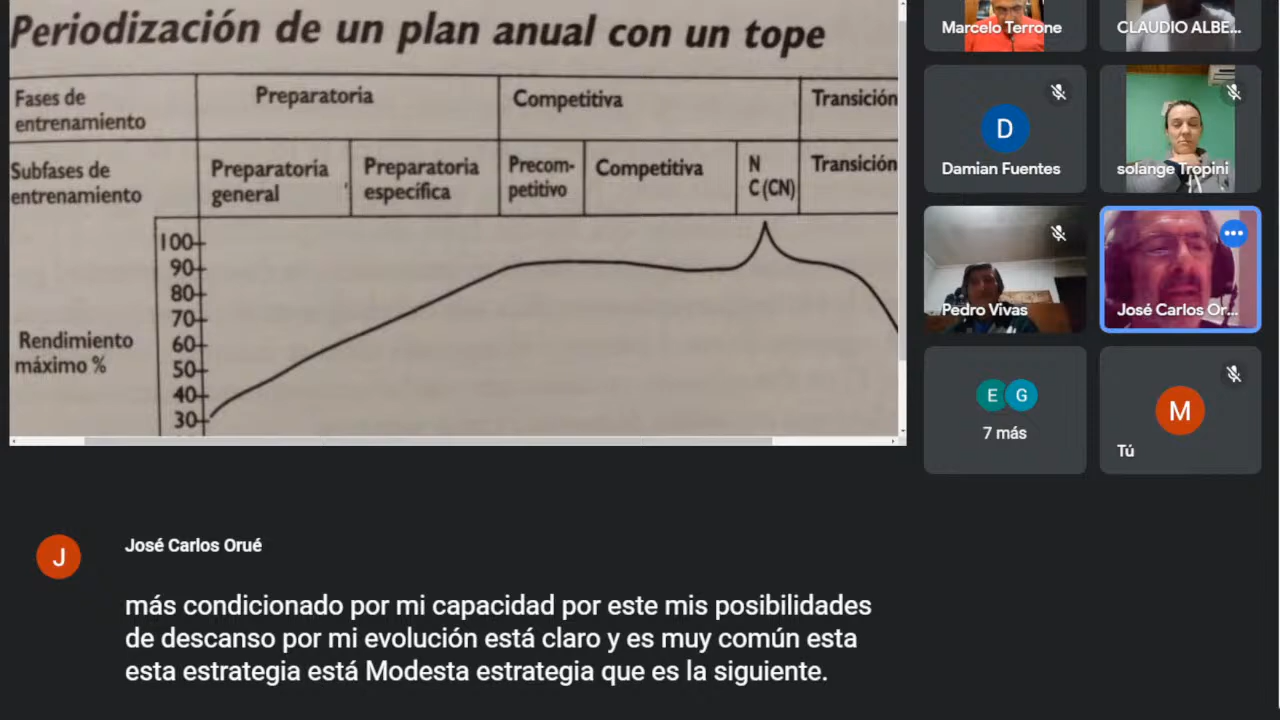 Periodización de un plan anual con un tope
Fases de
entrenamiento
Preparatoria
Competitiva
Transición
Subfases de
entrenamiento
Preparatoria
general
Preparatoria
específica
Precom-
petitivo
Competitiva
N
C (CN)
Transición
100
90
80
70
60
50
40
30
Rendimiento
máximo %
Marcelo Terrone
CLAUDIO ALBE...
D
Damian Fuentes
solange Tropini
Pedro Vivas
José Carlos Or...
E G
7 más
M
Tú
J
José Carlos Orué
más condicionado por mi capacidad por este mis posibilidades
de descanso por mi evolución está claro y es muy común esta
esta estrategia está Modesta estrategia que es la siguiente.